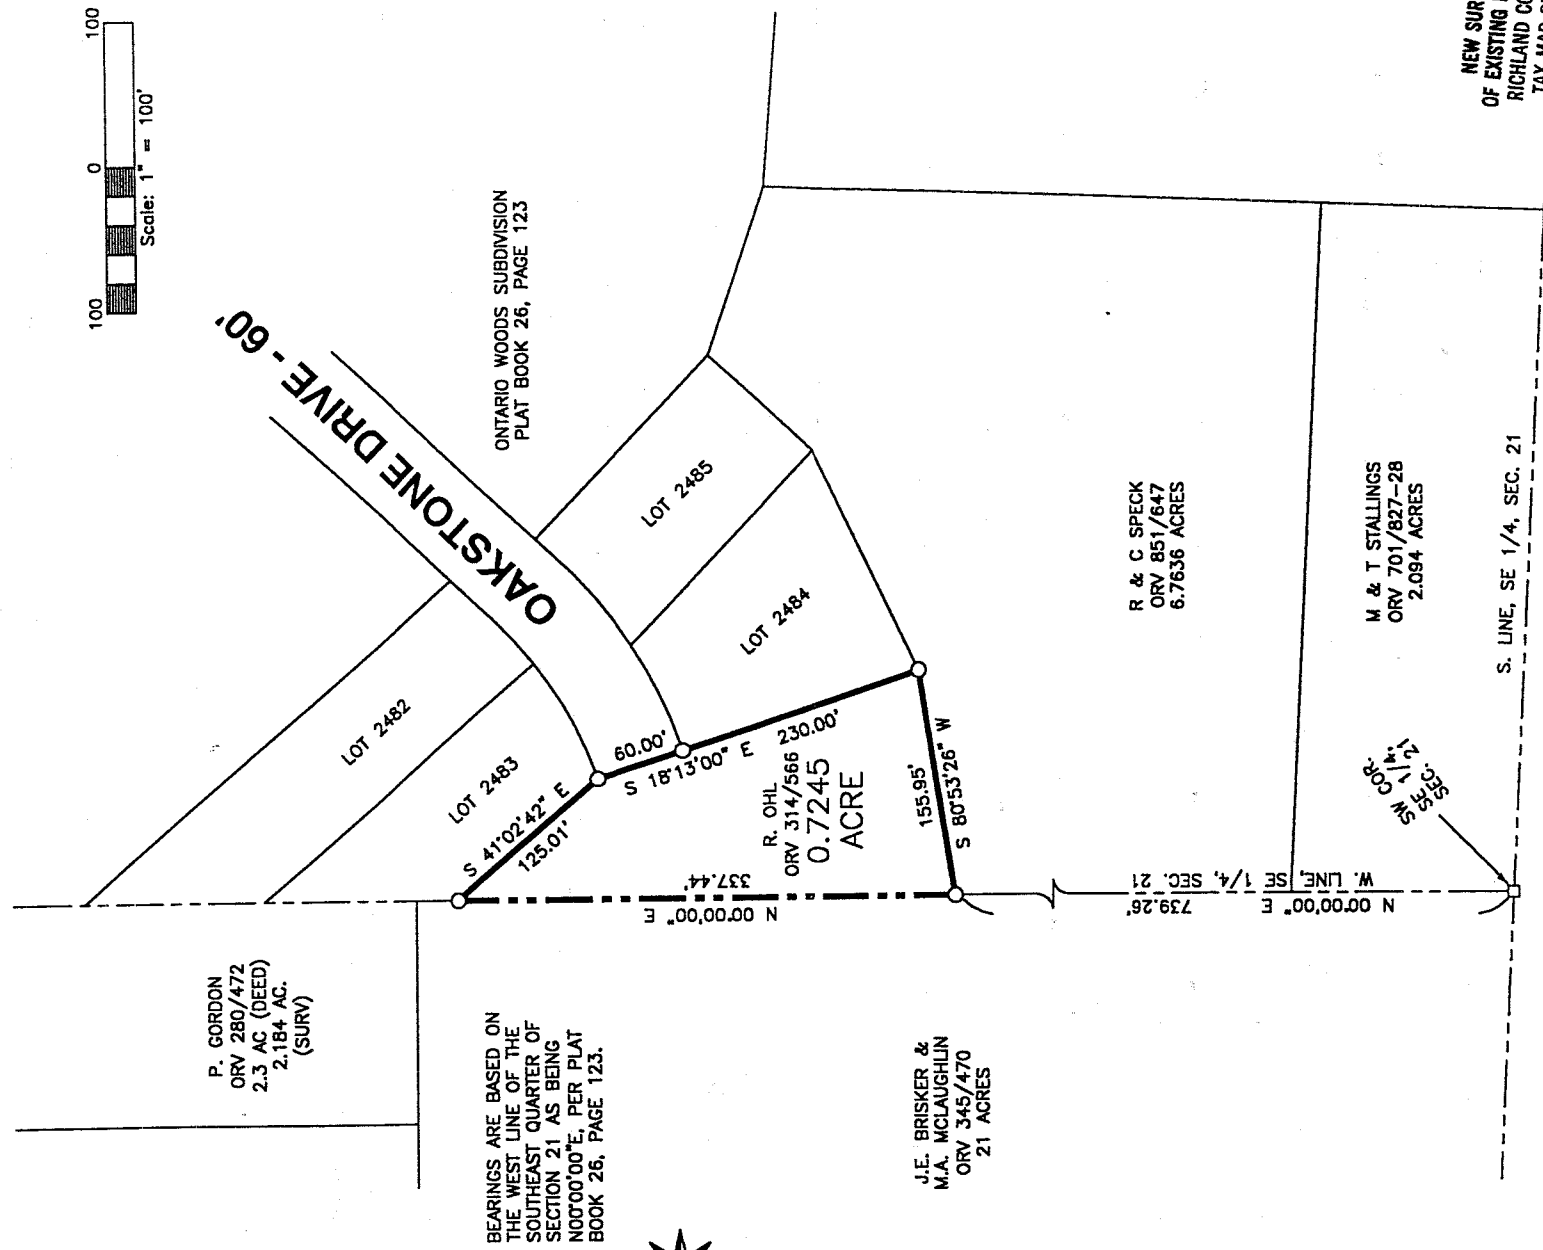 100
0
100
Scale: 1" = 100'
OAKSTONE DRIVE - 60'
ONTARIO WOODS SUBDIVISION
PLAT BOOK 26, PAGE 123
LOT 2485
LOT 2484
LOT 2482
LOT 2483
S 41°02'42" E
125.01'
60.00'
S 18°13'00" E
230.00'
R. OHL
ORV 314/566
0.7245
ACRE
337.44'
N 00°00'00" E
155.95'
S 80°53'26" W
P. GORDON
ORV 280/472
2.3 AC (DEED)
2.184 AC.
(SURV)
BEARINGS ARE BASED ON
THE WEST LINE OF THE
SOUTHEAST QUARTER OF
SECTION 21 AS BEING
N00°00'00"E, PER PLAT
BOOK 26, PAGE 123.
J.E. BRISKER &
M.A. MCLAUGHLIN
ORV 345/470
21 ACRES
R & C SPECK
ORV 851/647
6.7636 ACRES
M & T STALLINGS
ORV 701/827-28
2.094 ACRES
W. LINE, SE 1/4, SEC. 21
N 00°00'00" E
739.26'
SW COR.
SE 1/4,
SEC. 21
S. LINE, SE 1/4, SEC. 21
NEW SUR
OF EXISTING
RICHLAND CO
TAX MAP